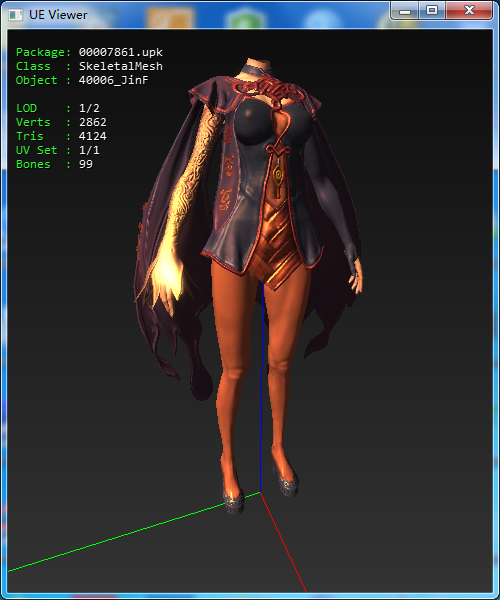 UE Viewer
Package: 00007861.upk
Class : SkeletalMesh
Object : 40006_JinF
LOD : 1/2
Verts : 2862
Tris : 4124
UV Set : 1/1
Bones : 99